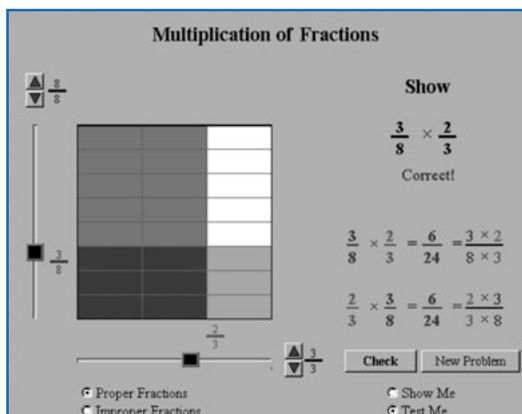 Multiplication of Fractions
8/8
3/8
2/3
3/3
Proper Fractions
Improper Fractions
Show
3/8 × 2/3
Correct!
3/8 × 2/3 = 6/24 = 3 × 2/8 × 3
2/3 × 3/8 = 6/24 = 2 × 3/3 × 8
Check New Problem
Show Me
Test Me